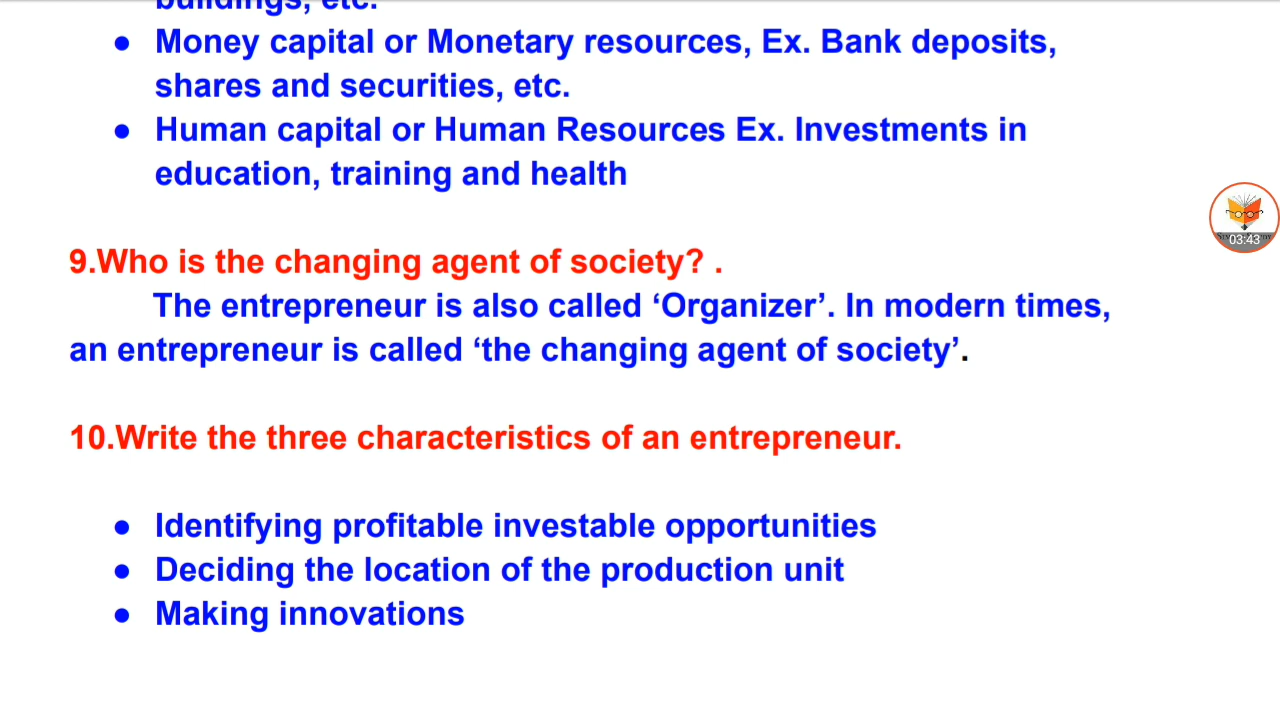 buildings, etc.
● Money capital or Monetary resources, Ex. Bank deposits,
shares and securities, etc.
● Human capital or Human Resources Ex. Investments in
education, training and health
03:43
9.Who is the changing agent of society? .
The entrepreneur is also called ‘Organizer’. In modern times,
an entrepreneur is called ‘the changing agent of society’.
10.Write the three characteristics of an entrepreneur.
● Identifying profitable investable opportunities
● Deciding the location of the production unit
● Making innovations